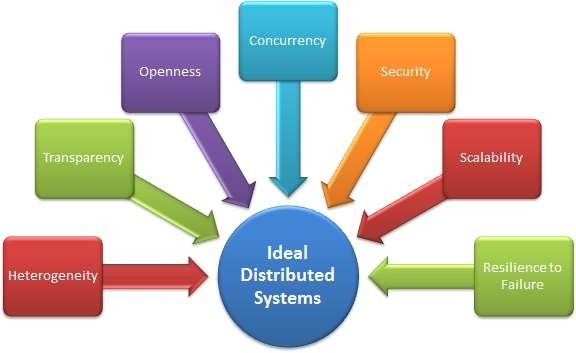 Concurrency
Openness
Security
Transparency
Scalability
Heterogeneity
Ideal
Distributed
Systems
Resilience to
Failure